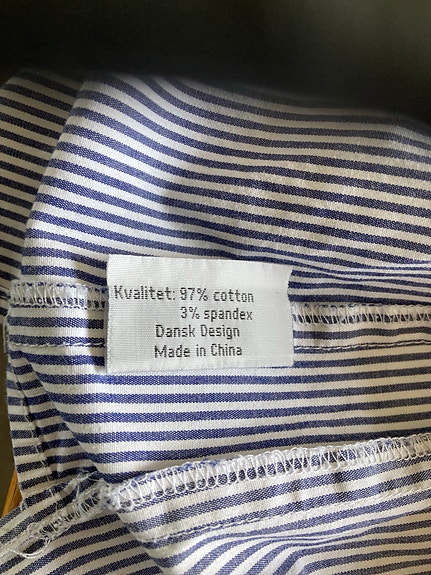 Kvalitet: 97% cotton
3% spandex
Dansk Design
Made in China